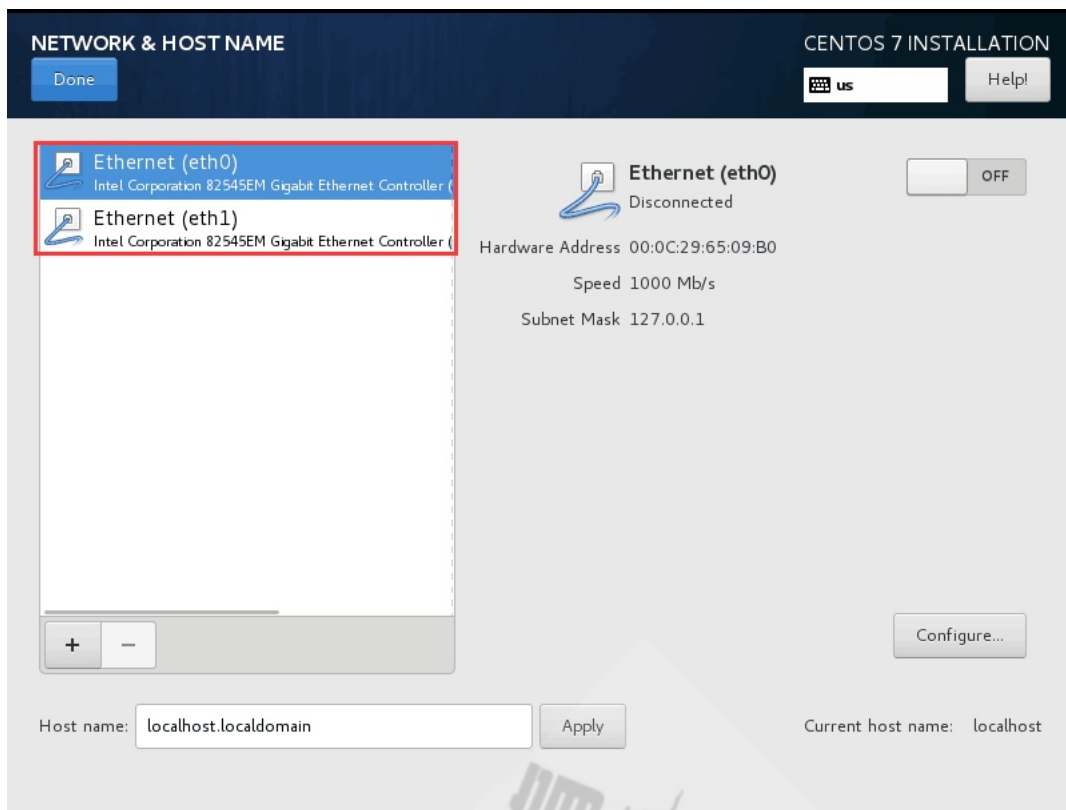 NETWORK & HOST NAME
CENTOS 7 INSTALLATION
Done
us
Help!
Ethernet (eth0)
Intel Corporation 82545EM Gigabit Ethernet Controller (
Ethernet (eth1)
Intel Corporation 82545EM Gigabit Ethernet Controller (
Ethernet (eth0)
Disconnected
OFF
Hardware Address 00:0C:29:65:09:B0
Speed 1000 Mb/s
Subnet Mask 127.0.0.1
+ −
Configure...
Host name: localhost.localdomain
Apply
Current host name: localhost